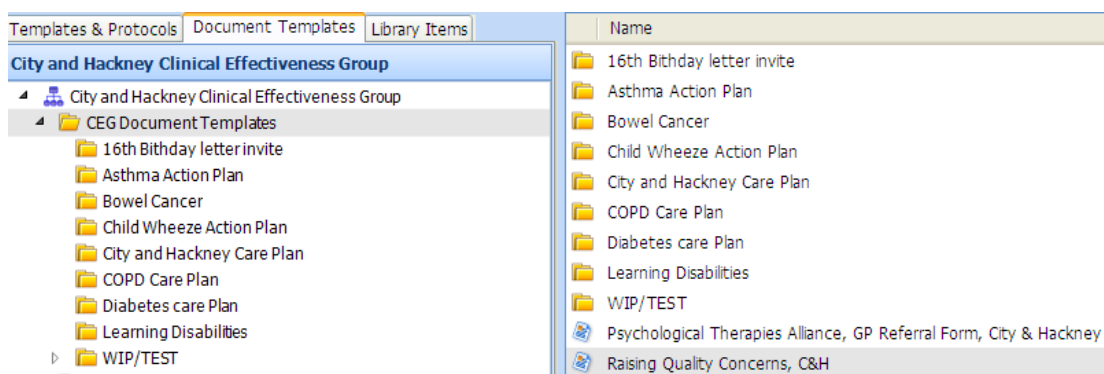 Templates & Protocols Document Templates Library Items
City and Hackney Clinical Effectiveness Group
City and Hackney Clinical Effectiveness Group
CEG Document Templates
16th Bithday letter invite
Asthma Action Plan
Bowel Cancer
Child Wheeze Action Plan
City and Hackney Care Plan
COPD Care Plan
Diabetes care Plan
Learning Disabilities
WIP/TEST
Name
16th Bithday letter invite
Asthma Action Plan
Bowel Cancer
Child Wheeze Action Plan
City and Hackney Care Plan
COPD Care Plan
Diabetes care Plan
Learning Disabilities
WIP/TEST
Psychological Therapies Alliance, GP Referral Form, City & Hackney
Raising Quality Concerns, C&H